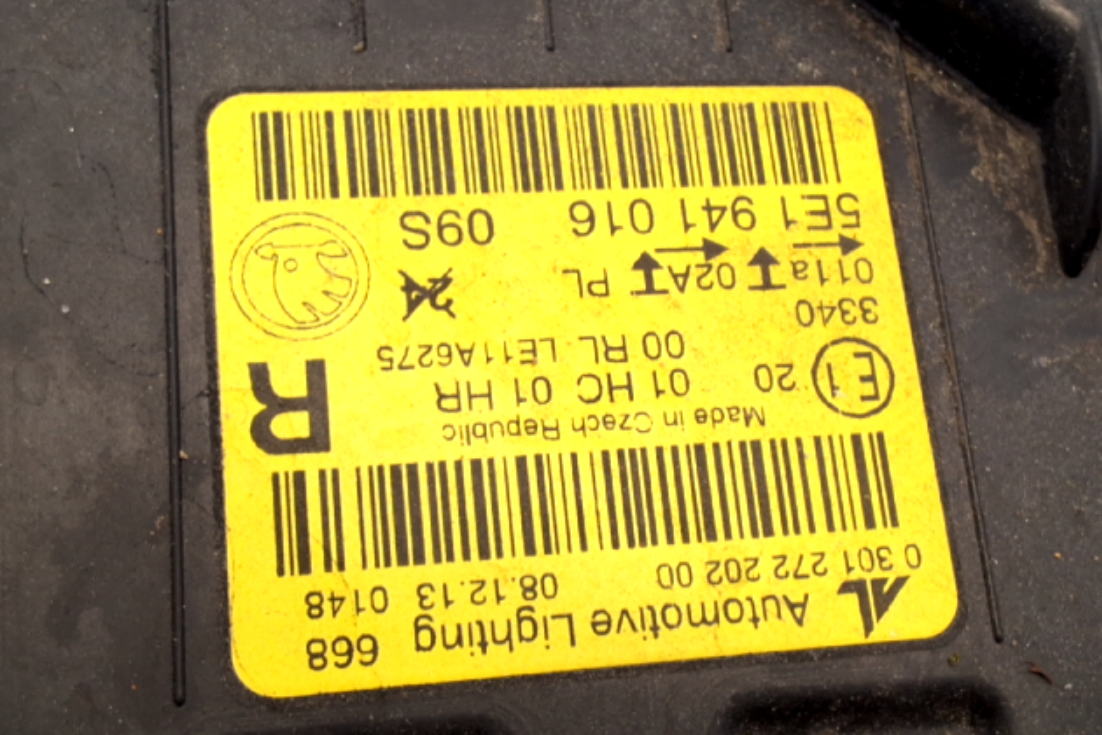 Automotive Lighting 668
0 301 272 202 00 08.12.13 0148
Made in Czech Republic
E1 20 01 HC 01 HR R
00 RL LE11A6275
3340
011a 02A PL 24
5E1 941 016 09S